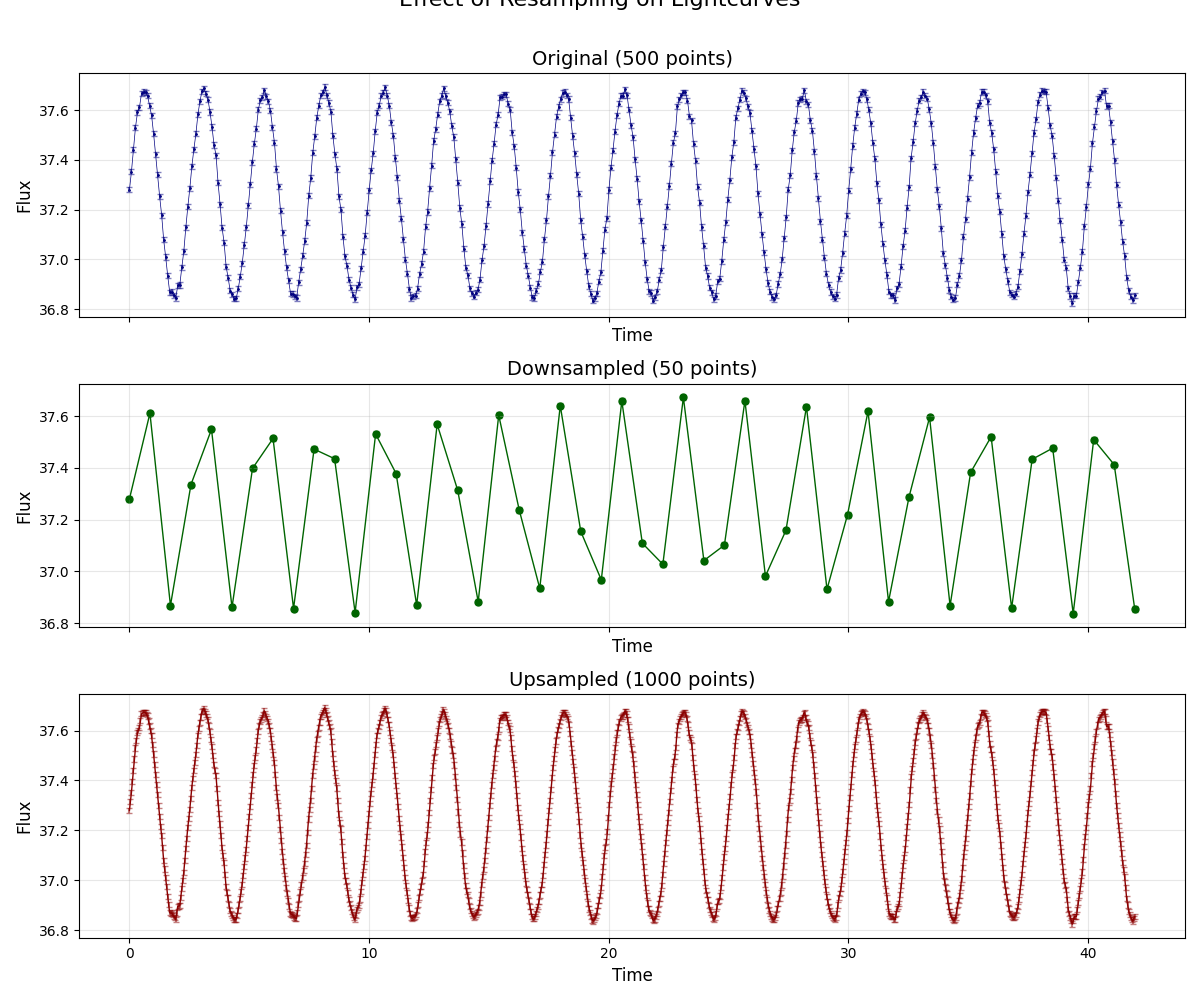 Effect of Resampling on Lightcurves
Original (500 points)
37.6
37.4
37.2
37.0
36.8
Flux
Time
Downsampled (50 points)
37.6
37.4
37.2
37.0
36.8
Flux
Time
Upsampled (1000 points)
37.6
37.4
37.2
37.0
36.8
Flux
0 10 20 30 40
Time